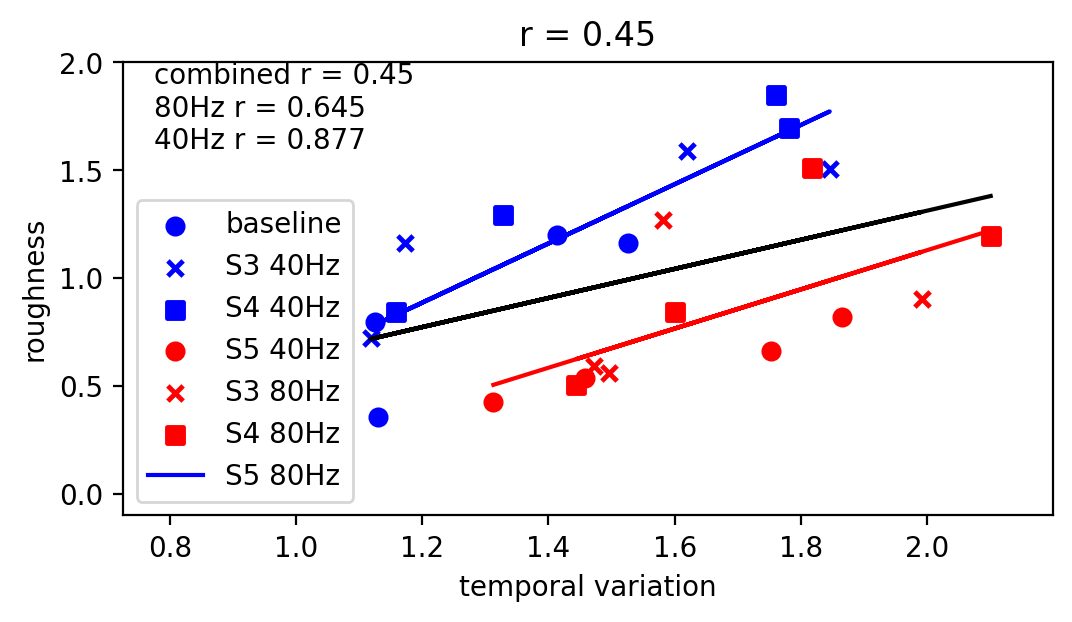 r = 0.45
combined r = 0.45
80Hz r = 0.645
40Hz r = 0.877
baseline
S3 40Hz
S4 40Hz
S5 40Hz
S3 80Hz
S4 80Hz
S5 80Hz
roughness
2.0
1.5
1.0
0.5
0.0
0.8 1.0 1.2 1.4 1.6 1.8 2.0
temporal variation